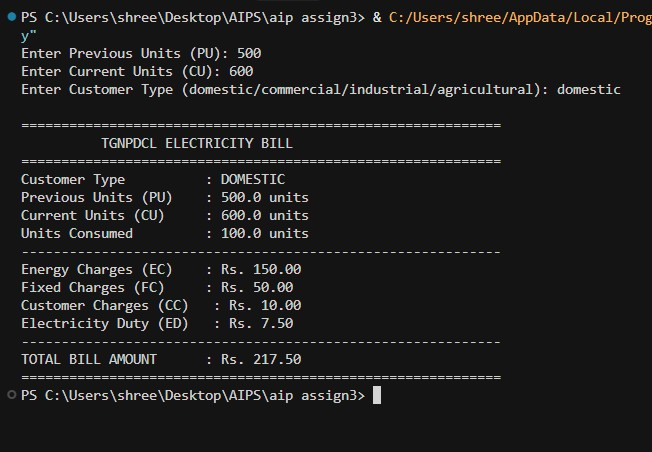 PS C:\Users\shree\Desktop\AIPS\aip assign3> & C:/Users/shree/AppData/Local/Prog
y"
Enter Previous Units (PU): 500
Enter Current Units (CU): 600
Enter Customer Type (domestic/commercial/industrial/agricultural): domestic
============================================================
TGNPDCL ELECTRICITY BILL
============================================================
Customer Type          : DOMESTIC
Previous Units (PU)    : 500.0 units
Current Units (CU)     : 600.0 units
Units Consumed         : 100.0 units
------------------------------------------------------------
Energy Charges (EC)    : Rs. 150.00
Fixed Charges (FC)     : Rs. 50.00
Customer Charges (CC)   : Rs. 10.00
Electricity Duty (ED)   : Rs. 7.50
------------------------------------------------------------
TOTAL BILL AMOUNT      : Rs. 217.50
============================================================
PS C:\Users\shree\Desktop\AIPS\aip assign3>